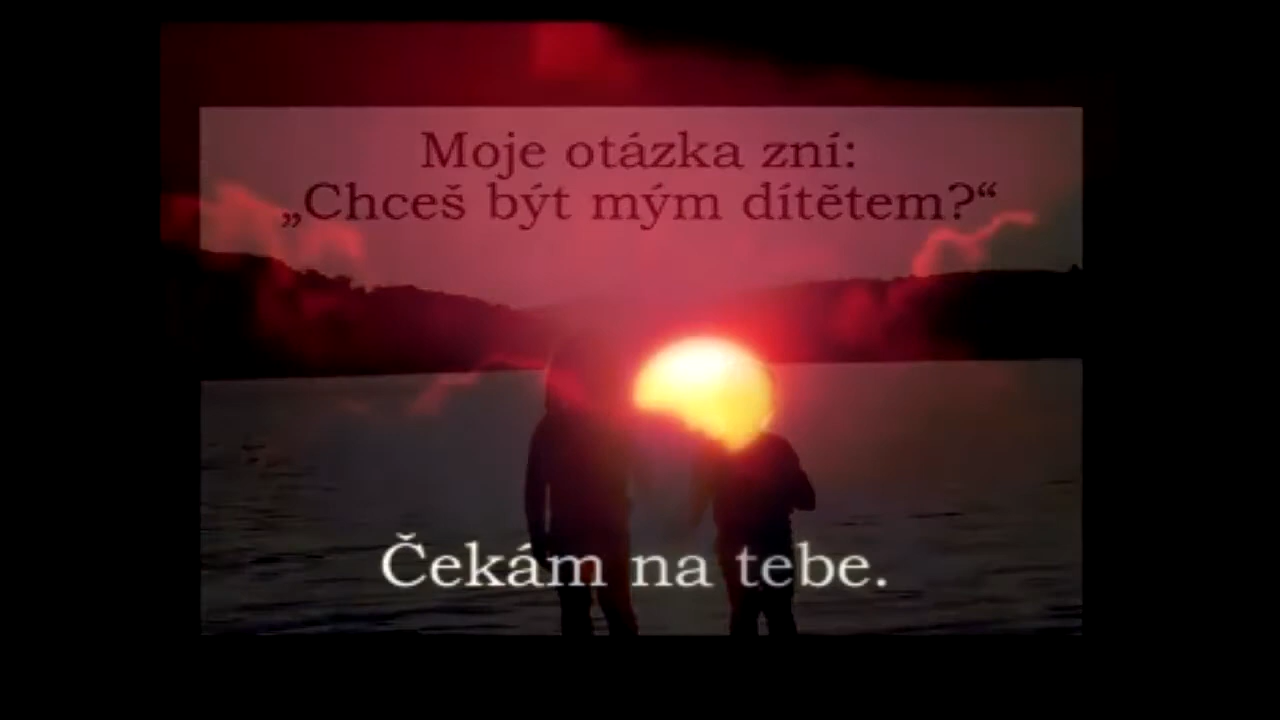 Moje otázka zní:
„Chceš být mým dítětem?“
Čekám na tebe.